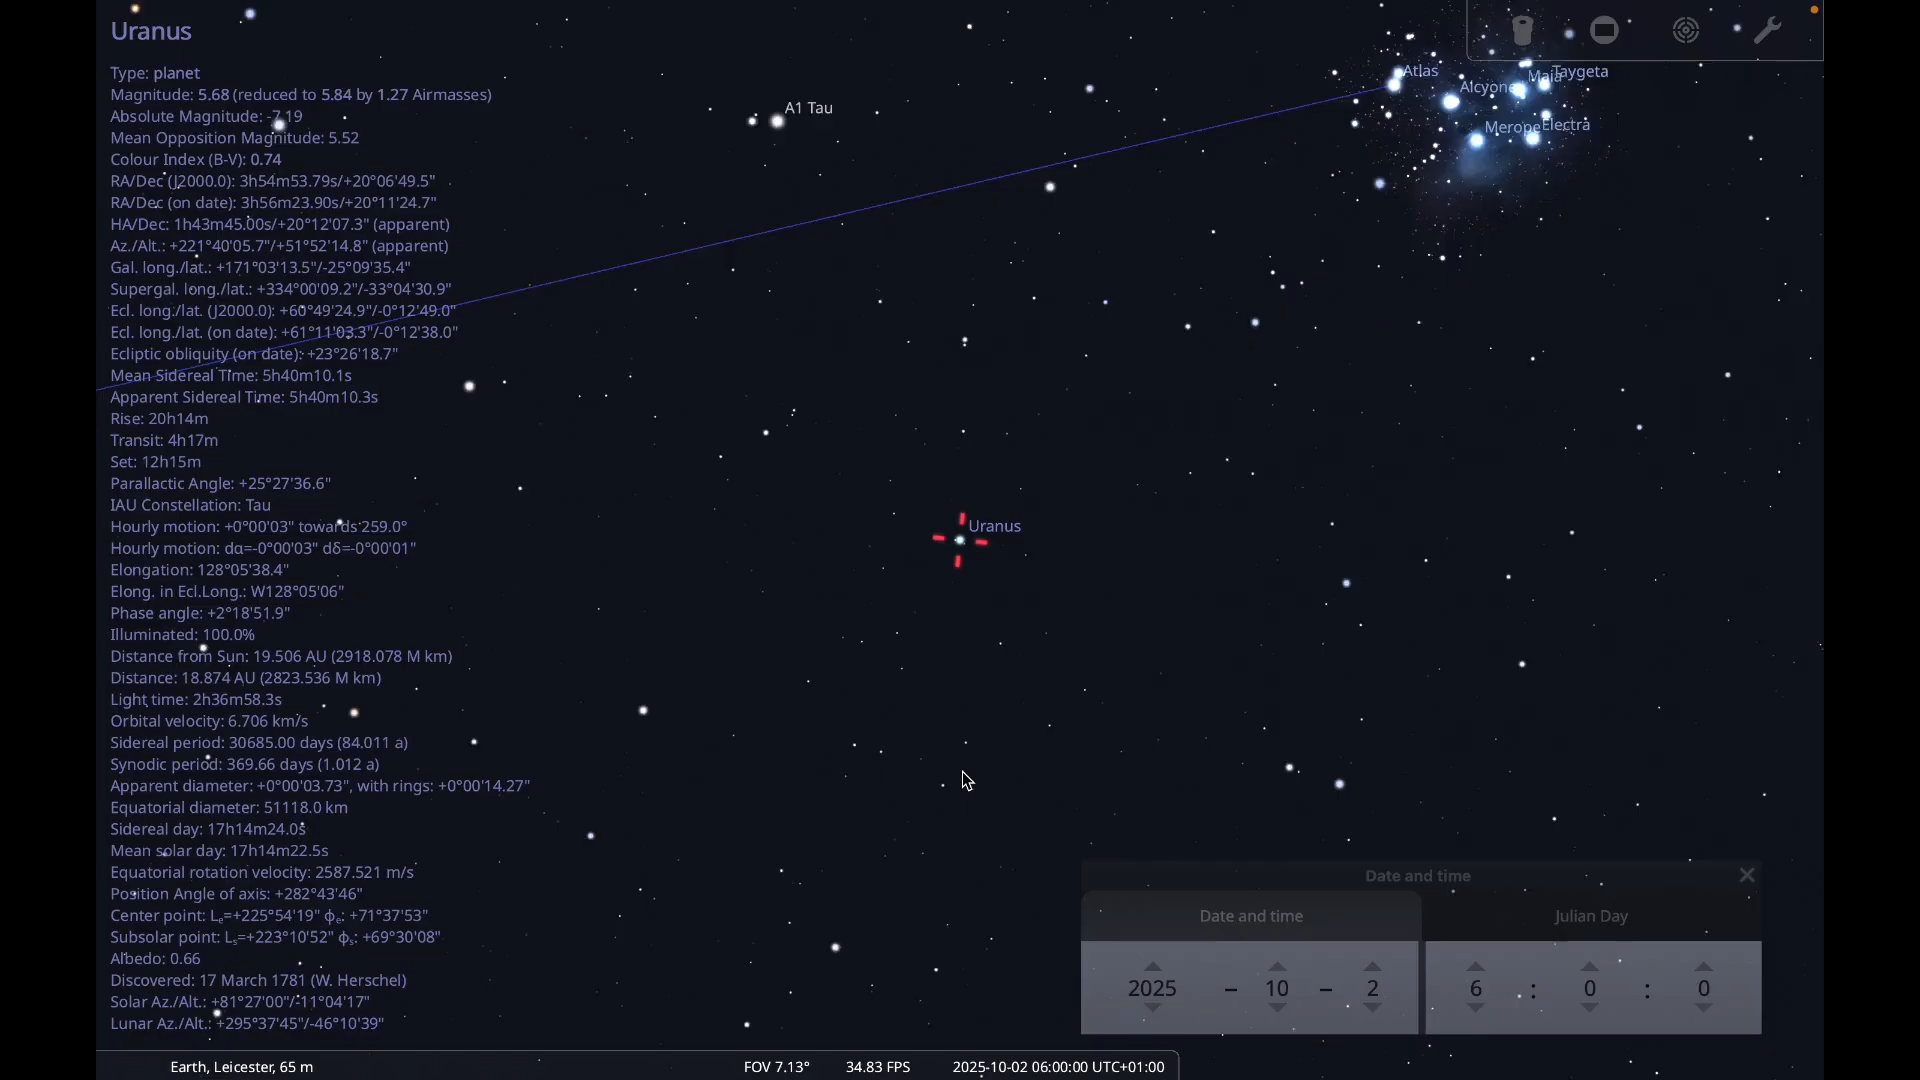 Uranus
Type: planet
Magnitude: 5.68 (reduced to 5.84 by 1.27 Airmasses)
Absolute Magnitude: -7.19
Mean Opposition Magnitude: 5.52
Colour Index (B-V): 0.74
RA/Dec (J2000.0): 3h54m53.79s/+20°06'49.5"
RA/Dec (on date): 3h56m23.90s/+20°11'24.7"
HA/Dec: 1h43m45.00s/+20°12'07.3" (apparent)
Az./Alt.: +221°40'05.7"/+51°52'14.8" (apparent)
Gal. long./lat.: +171°03'13.5"/-25°09'35.4"
Supergal. long./lat.: +334°00'09.2"/-33°04'30.9"
Ecl. long./lat. (J2000.0): +60°49'24.9"/-0°12'49.0"
Ecl. long./lat. (on date): +61°11'03.3"/-0°12'38.0"
Ecliptic obliquity (on date): +23°26'18.7"
Mean Sidereal Time: 5h40m10.1s
Apparent Sidereal Time: 5h40m10.3s
Rise: 20h14m
Transit: 4h17m
Set: 12h15m
Parallactic Angle: +25°27'36.6"
IAU Constellation: Tau
Hourly motion: +0°00'03" towards 259.0°
Hourly motion: dα=-0°00'03" dδ=-0°00'01"
Elongation: 128°05'38.4"
Elong. in Ecl.Long.: W128°05'06"
Phase angle: +2°18'51.9"
Illuminated: 100.0%
Distance from Sun: 19.506 AU (2918.078 M km)
Distance: 18.874 AU (2823.536 M km)
Light time: 2h36m58.3s
Orbital velocity: 6.706 km/s
Sidereal period: 30685.00 days (84.011 a)
Synodic period: 369.66 days (1.012 a)
Apparent diameter: +0°00'03.73", with rings: +0°00'14.27"
Equatorial diameter: 51118.0 km
Sidereal day: 17h14m24.0s
Mean solar day: 17h14m22.5s
Equatorial rotation velocity: 2587.521 m/s
Position Angle of axis: +282°43'46"
Center point: Lₑ=+225°54'19" ϕₑ: +71°37'53"
Subsolar point: Lₛ=+223°10'52" ϕₛ: +69°30'08"
Albedo: 0.66
Discovered: 17 March 1781 (W. Herschel)
Solar Az./Alt.: +81°27'00"/-11°04'17"
Lunar Az./Alt.: +295°37'45"/-46°10'39"
A1 Tau
Atlas
Alcyone
Maia
Taygeta
Merope
Electra
Uranus
Date and time
Date and time
Julian Day
2025 – 10 – 2
6 : 0 : 0
Earth, Leicester, 65 m
FOV 7.13°
34.83 FPS
2025-10-02 06:00:00 UTC+01:00